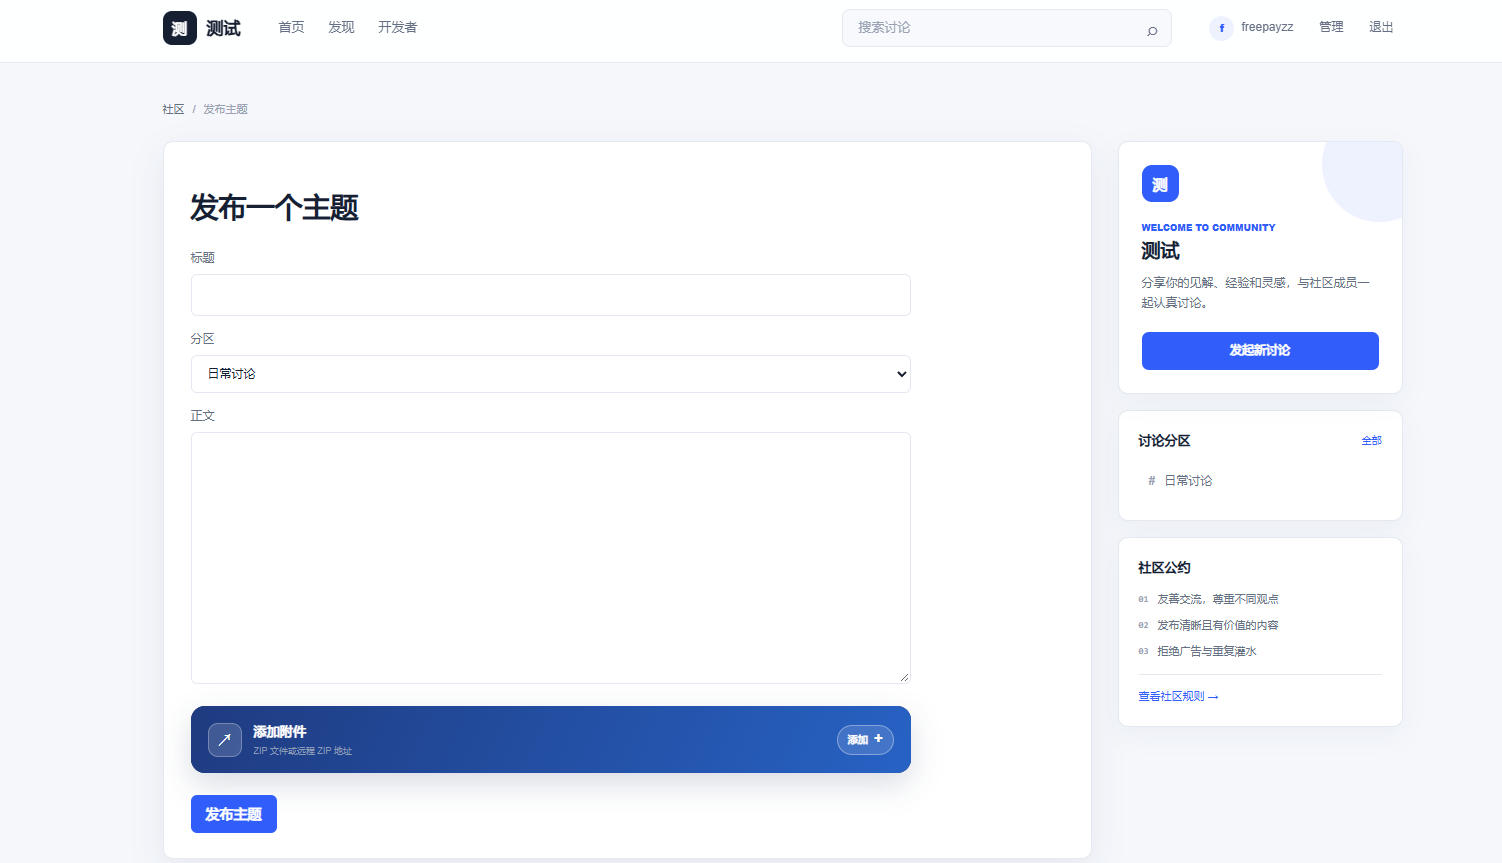 测 测试 首页 发现 开发者 搜索讨论 f freepayzz 管理 退出
社区 / 发布主题
发布一个主题
标题
分区
日常讨论
正文
添加附件
ZIP 文件或远程 ZIP 地址
添加 +
发布主题
测
WELCOME TO COMMUNITY
测试
分享你的见解、经验和灵感，与社区成员一
起认真讨论。
发起新讨论
讨论分区 全部
# 日常讨论
社区公约
01 友善交流，尊重不同观点
02 发布清晰且有价值的内容
03 拒绝广告与重复灌水
查看社区规则 →